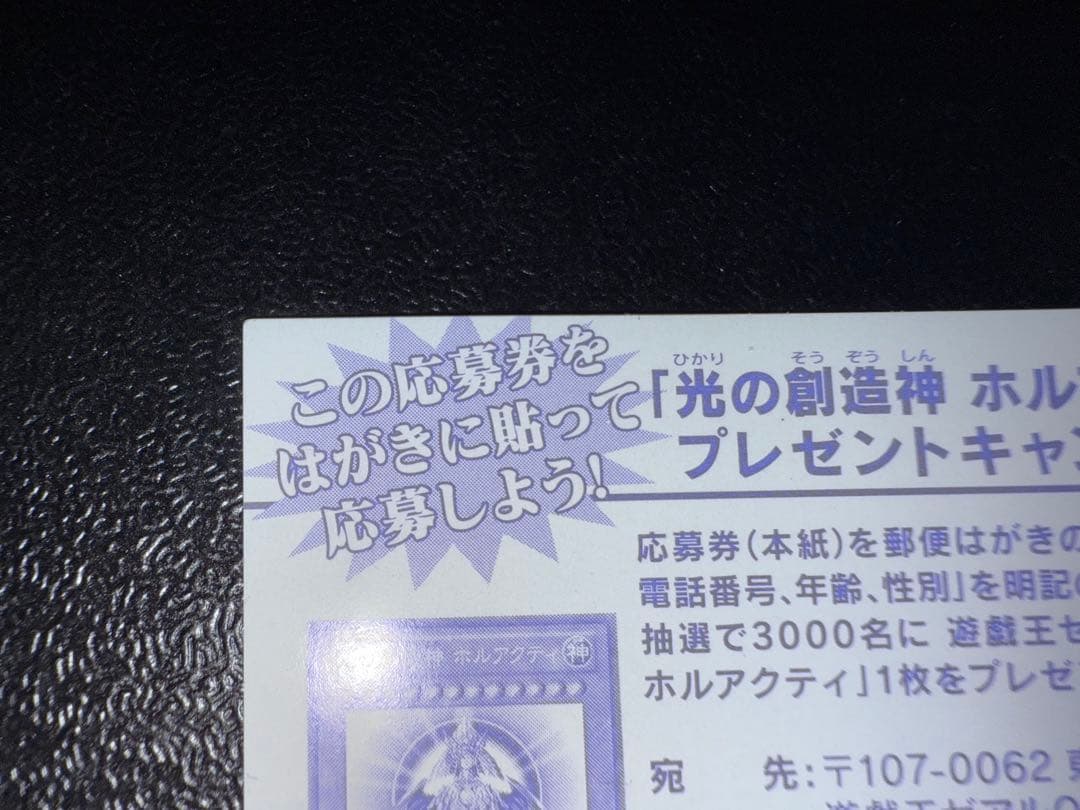 この応募券を
はがきに貼って
応募しよう!
ひかり そう ぞう しん
「光の創造神 ホル
プレゼントキャン
応募券(本紙)を郵便はがきの
電話番号、年齢、性別」を明記の
抽選で3000名に 遊戯王ゼ
ホルアクティ」1枚をプレゼ
神 ホルアクティ 神
宛 先:〒107-0062